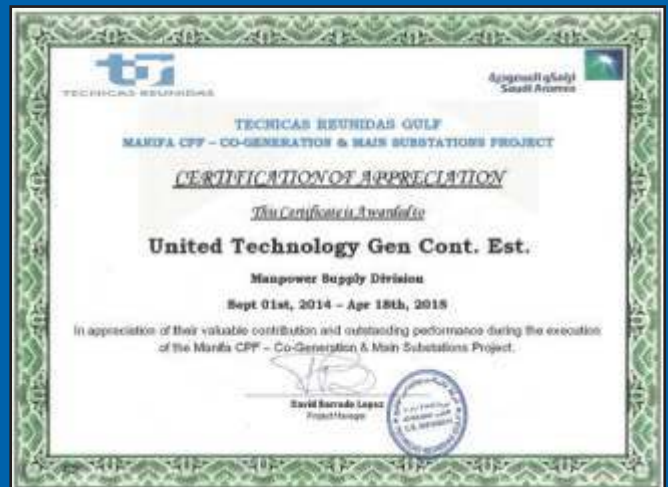 TECNICAS REUNIDAS
أرامكو السعودية
Saudi Aramco
TECNICAS REUNIDAS GULF
MANIFA CPF – CO-GENERATION & MAIN SUBSTATIONS PROJECT
CERTIFICATION OF APPRECIATION
This Certificate is Awarded to
United Technology Gen Cont. Est.
Manpower Supply Division
Sept 01st, 2014 – Apr 18th, 2015
In appreciation of their valuable contribution and outstanding performance during the execution
of the Manifa CPF – Co-Generation & Main Substations Project.
Project Manager